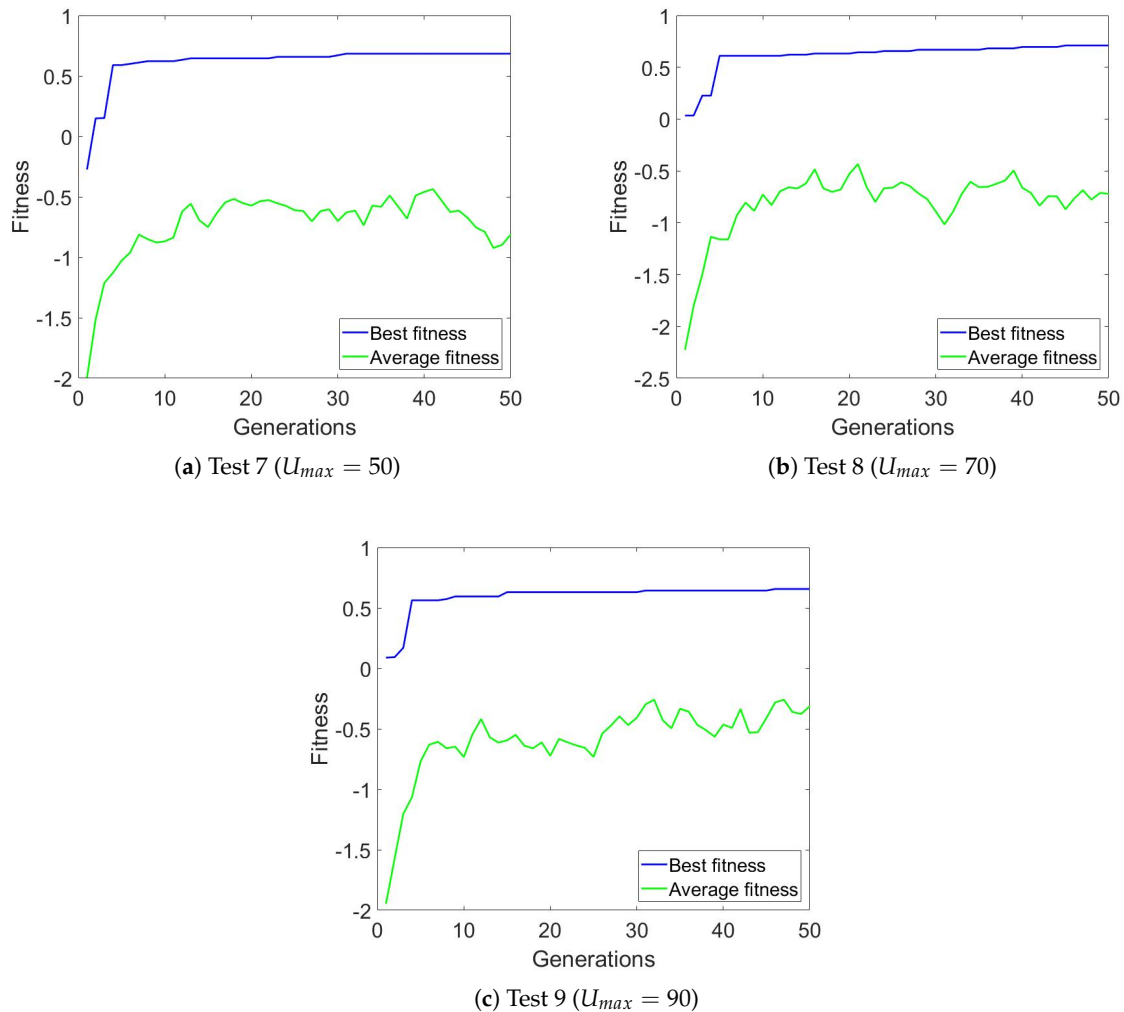 1
0.5
0
-0.5
-1
-1.5
-2
Fitness
0 10 20 30 40 50
Generations
Best fitness
Average fitness
(a) Test 7 (Umax = 50)
1
0.5
0
-0.5
-1
-1.5
-2
-2.5
Fitness
0 10 20 30 40 50
Generations
Best fitness
Average fitness
(b) Test 8 (Umax = 70)
1
0.5
0
-0.5
-1
-1.5
-2
Fitness
0 10 20 30 40 50
Generations
Best fitness
Average fitness
(c) Test 9 (Umax = 90)